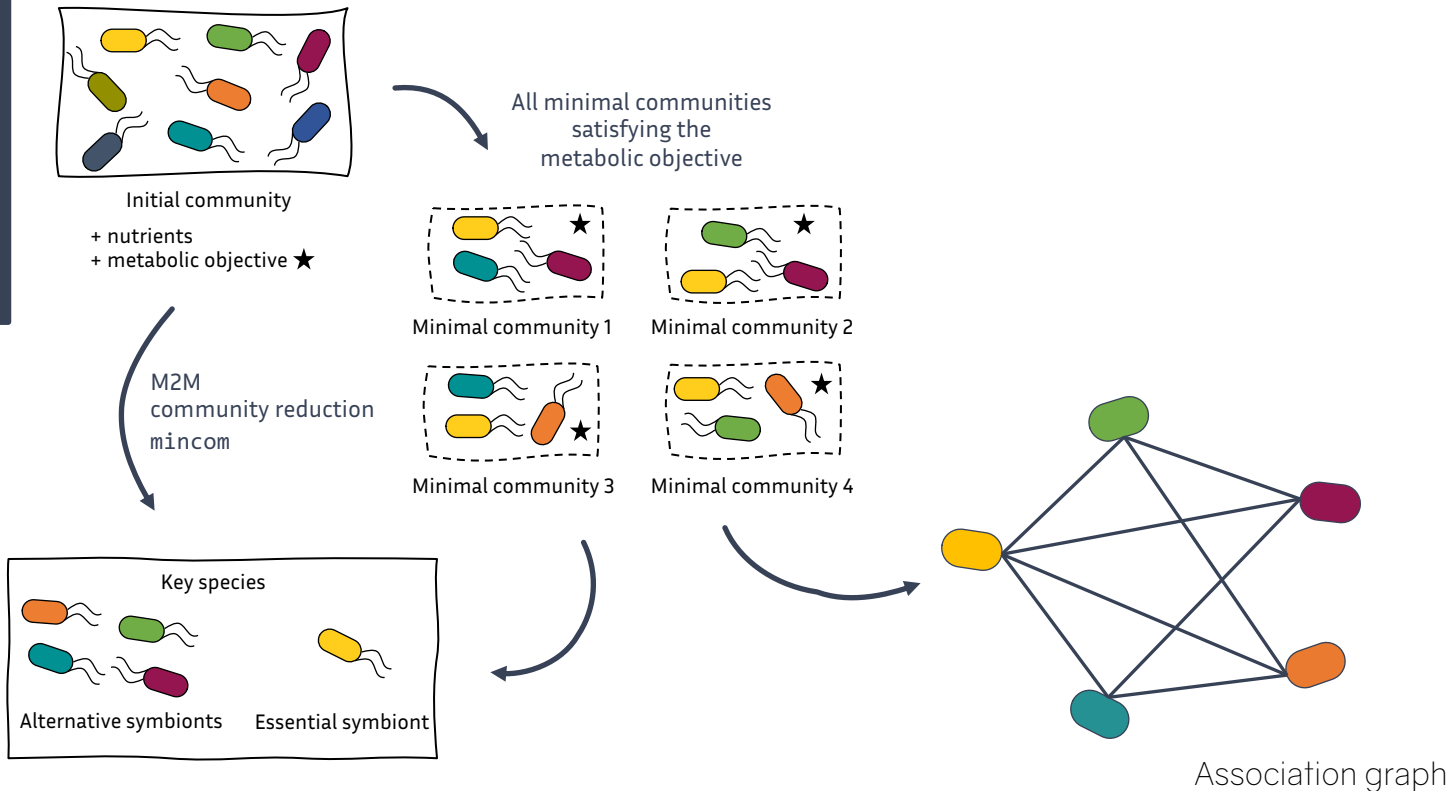 Initial community
+ nutrients
+ metabolic objective
All minimal communities
satisfying the
metabolic objective
Minimal community 1
Minimal community 2
Minimal community 3
Minimal community 4
M2M
community reduction
mincom
Key species
Alternative symbionts
Essential symbiont
Association graph